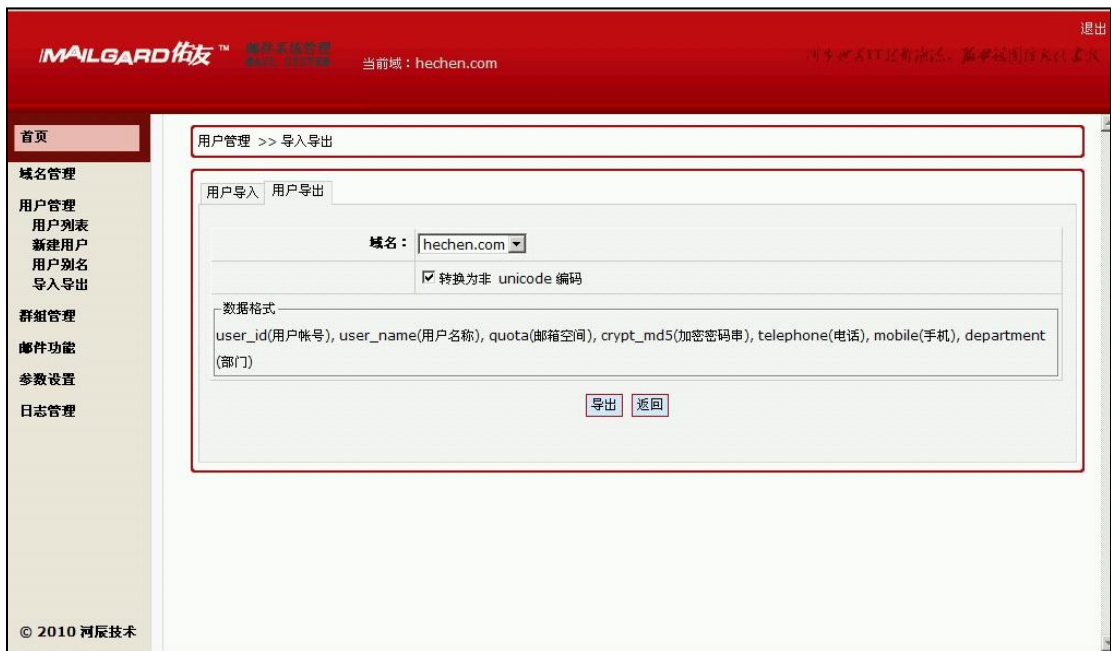 退出
MAILGARD佑友™ 邮件系统管理
MAIL SYSTEM
当前域：hechen.com
首页
域名管理
用户管理
用户列表
新建用户
用户别名
导入导出
群组管理
邮件功能
参数设置
日志管理
© 2010 河辰技术
用户管理 >> 导入导出
用户导入 用户导出
域名： hechen.com
转换为非 unicode 编码
数据格式
user_id(用户帐号), user_name(用户名称), quota(邮箱空间), crypt_md5(加密密码串), telephone(电话), mobile(手机), department
(部门)
导出 返回